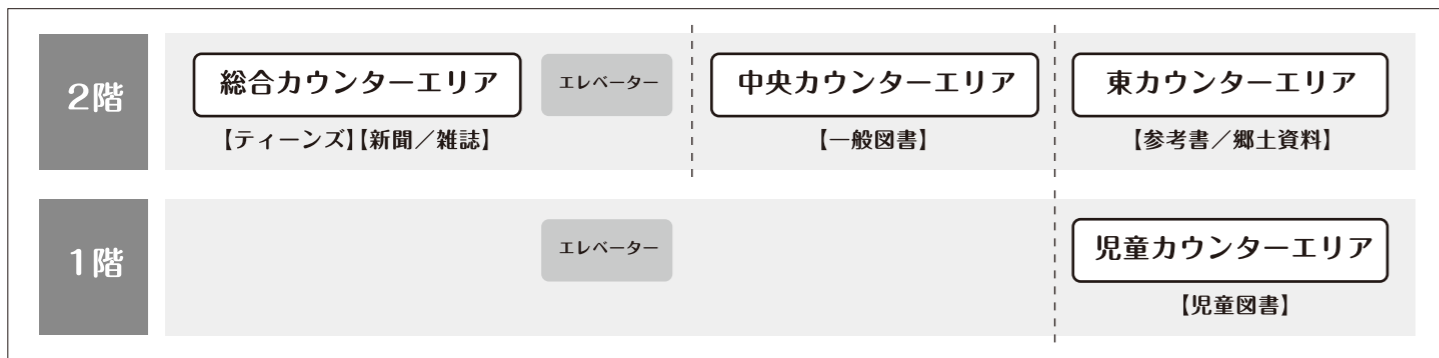 2階
総合カウンターエリア
エレベーター
中央カウンターエリア
東カウンターエリア
【ティーンズ】【新聞／雑誌】
【一般図書】
【参考書／郷土資料】
1階
エレベーター
児童カウンターエリア
【児童図書】